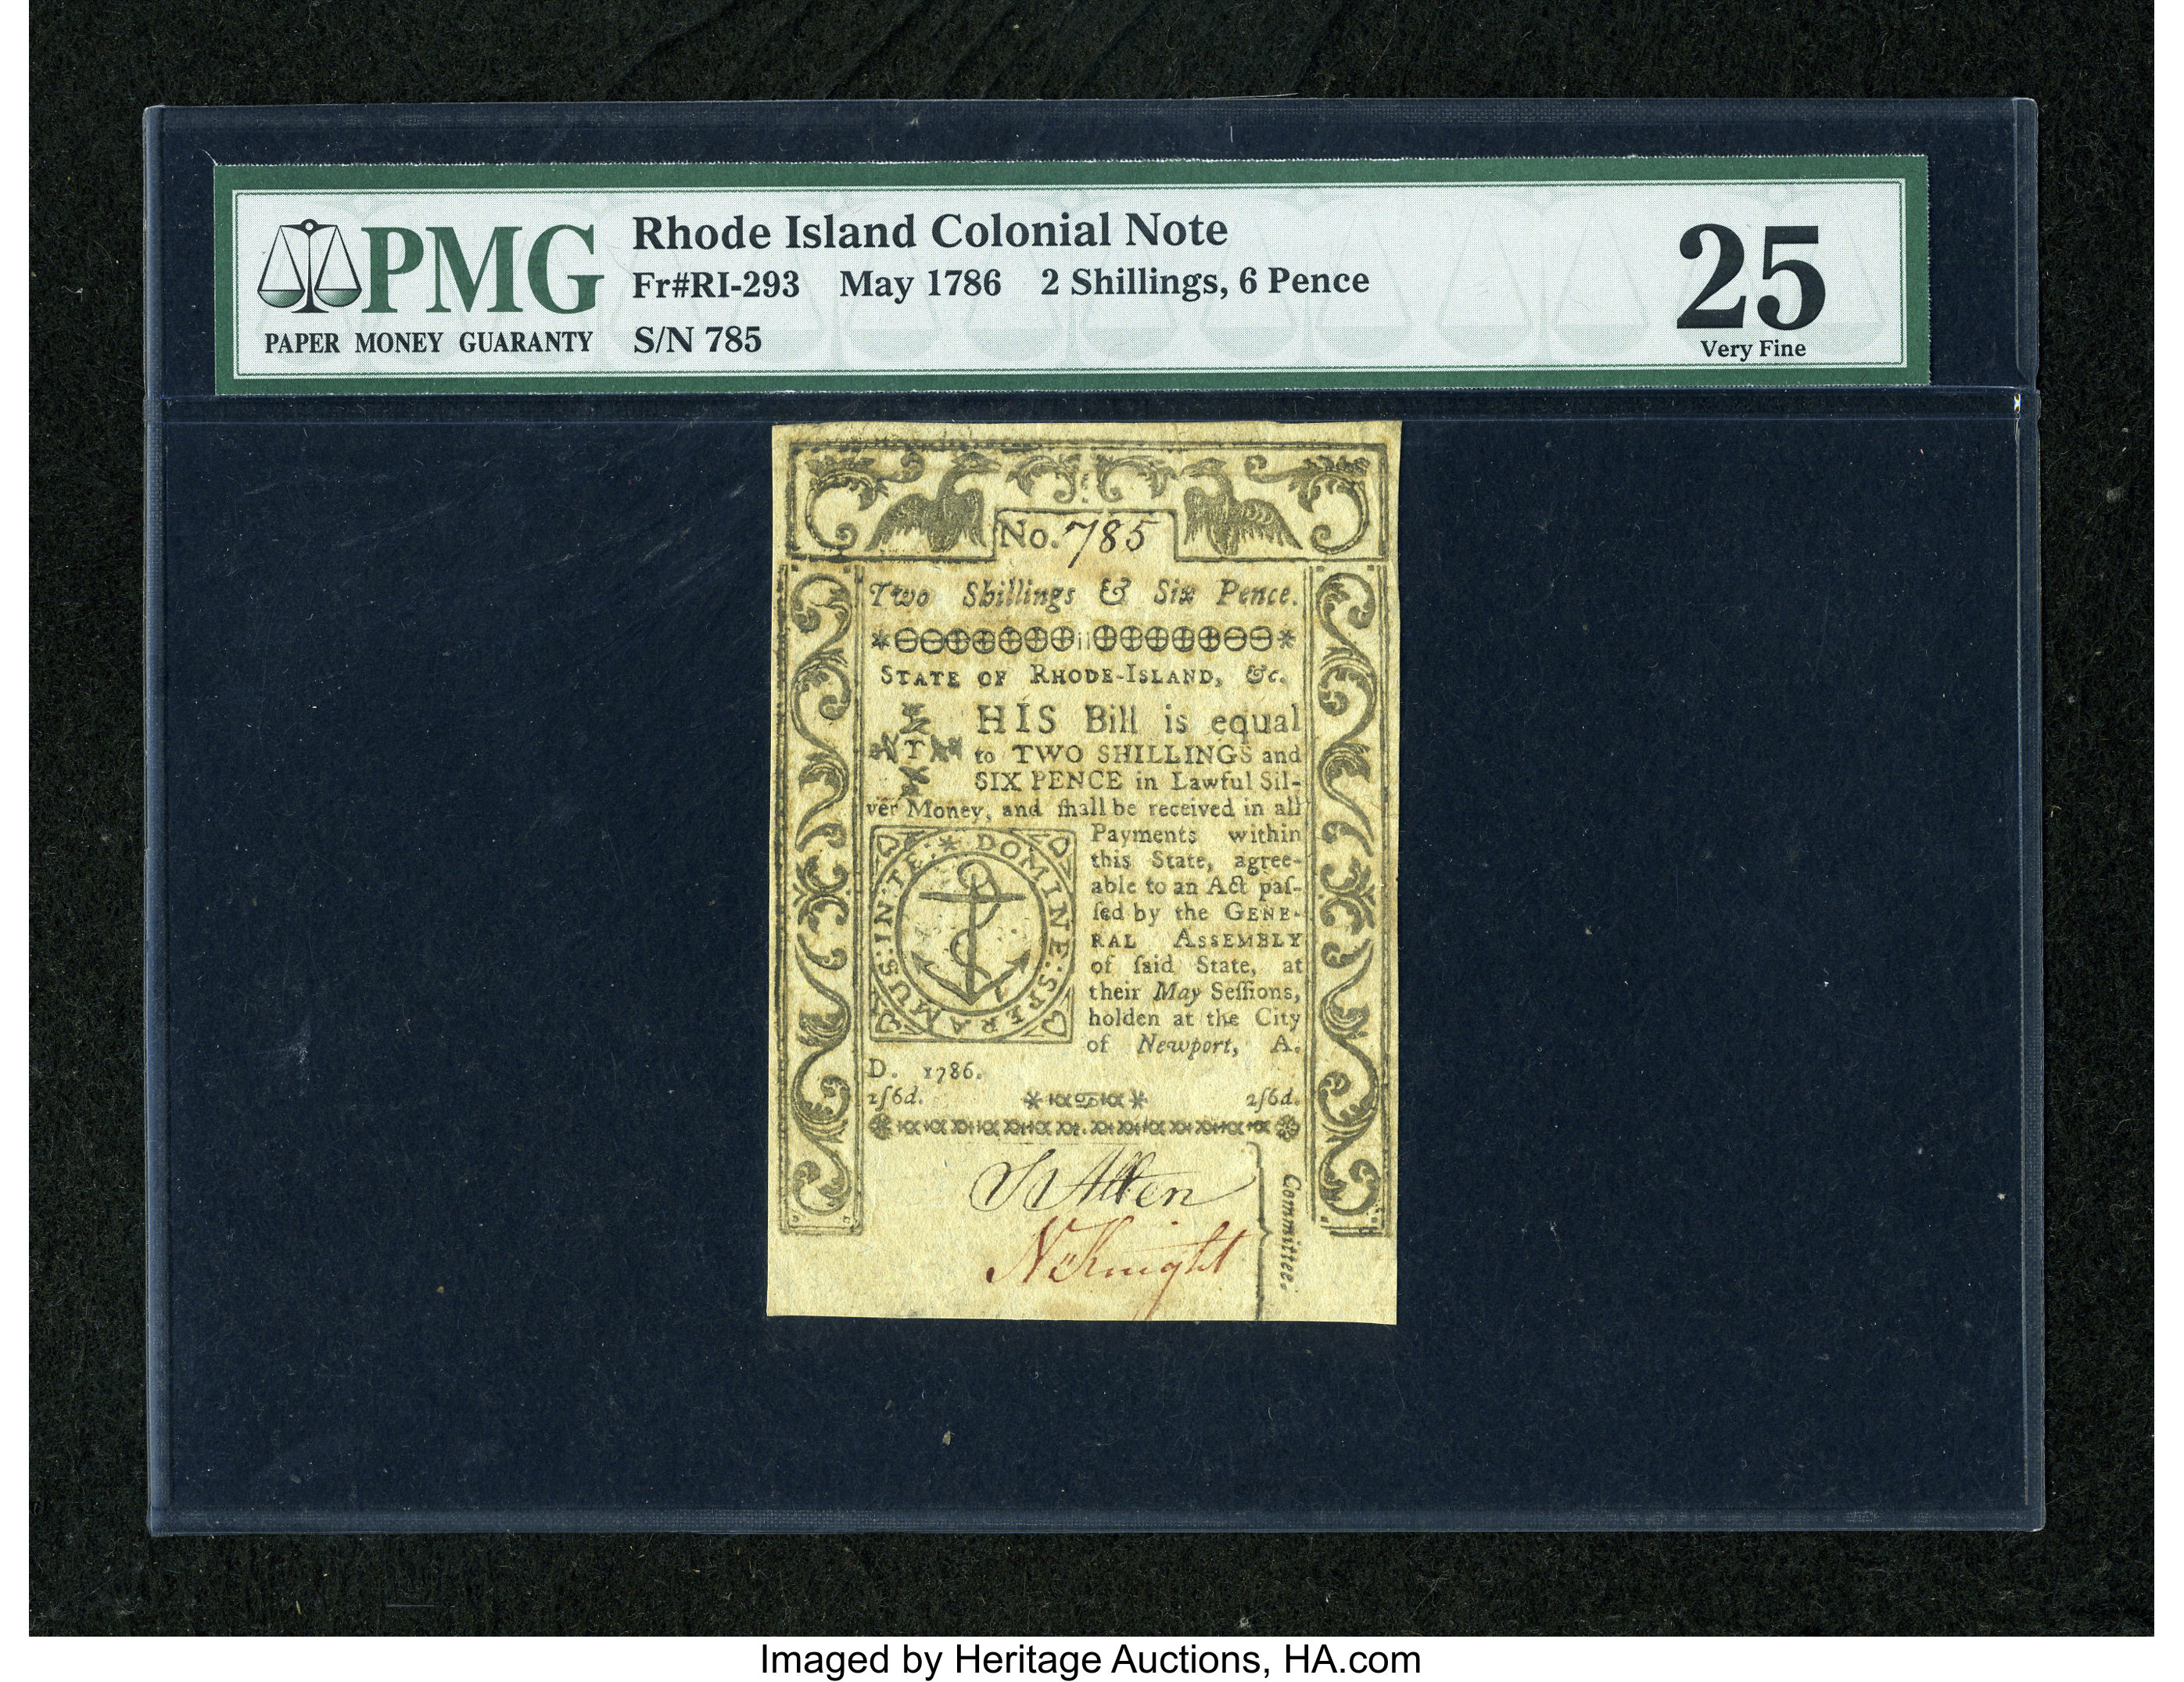 PMG
PAPER MONEY GUARANTY
Rhode Island Colonial Note
Fr#RI-293 May 1786 2 Shillings, 6 Pence
S/N 785
25
Very Fine
No. 785
Two Shillings & Six Pence.
STATE OF RHODE-ISLAND, &c.
THIS Bill is equal
to TWO SHILLINGS and
SIX PENCE in Lawful Sil-
ver Money, and ſhall be received in all
Payments within
this State, agree-
able to an Act paſ-
ſed by the GENE-
RAL ASSEMBLY
of ſaid State, at
their May Seſſions,
holden at the City
of Newport, A.
D. 1786.
IN:TE:*DOMINE:SPERAMUS:
2ſ6d. 2ſ6d.
Allen
N Knight
Committee.
Imaged by Heritage Auctions, HA.com